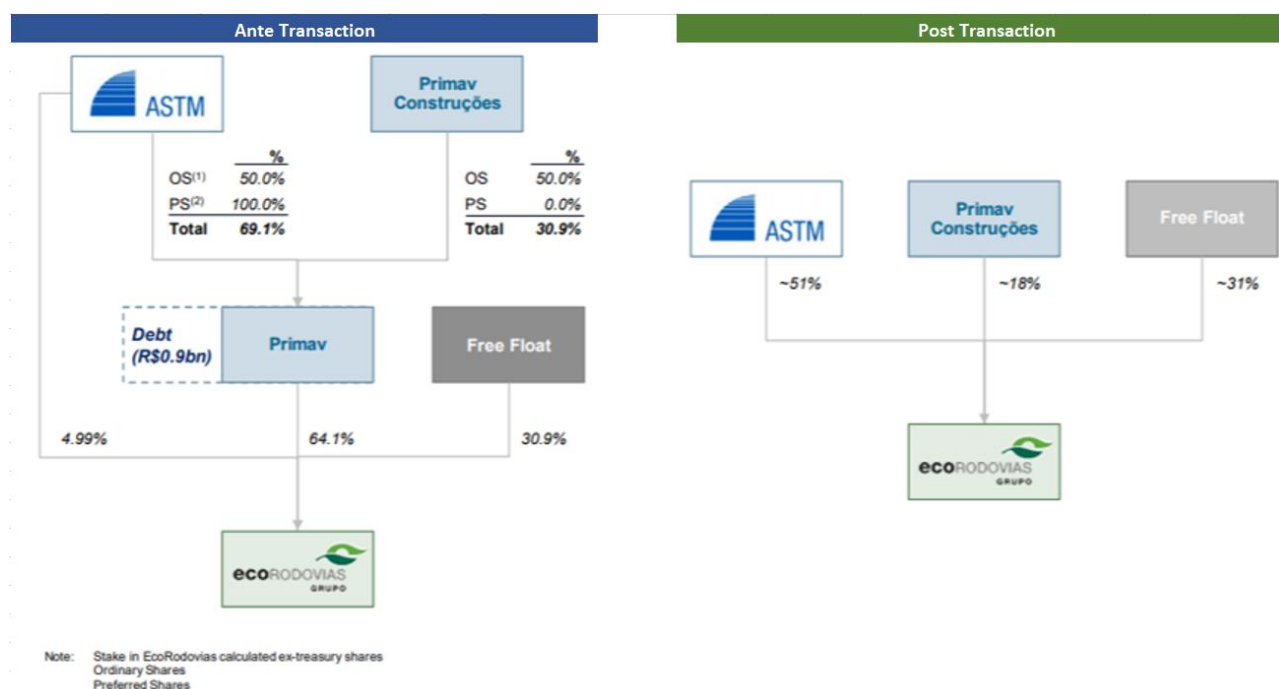 Ante Transaction
Post Transaction
ASTM
Primav
Construções
%
OS(1) 50.0%
PS(2) 100.0%
Total 69.1%
%
OS 50.0%
PS 0.0%
Total 30.9%
Debt
(R$0.9bn)
Primav
Free Float
4.99%
64.1%
30.9%
ecoRODOVIAS
GRUPO
Note: Stake in EcoRodovias calculated ex-treasury shares
Ordinary Shares
Preferred Shares
ASTM
Primav
Construções
Free Float
~51%
~18%
~31%
ecoRODOVIAS
GRUPO